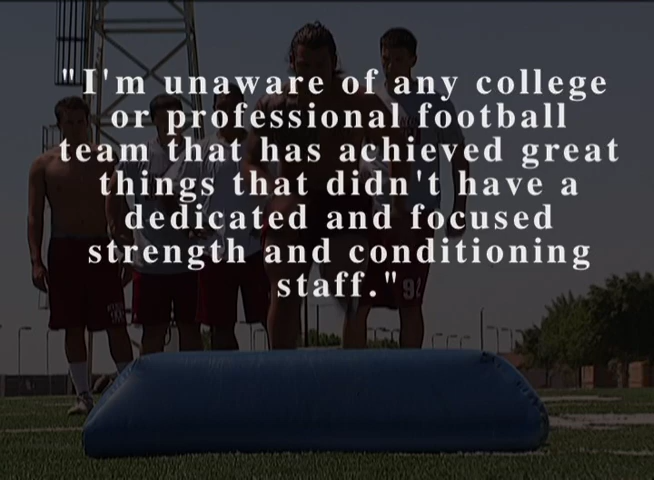 "I'm unaware of any college
or professional football
team that has achieved great
things that didn't have a
dedicated and focused
strength and conditioning
staff."